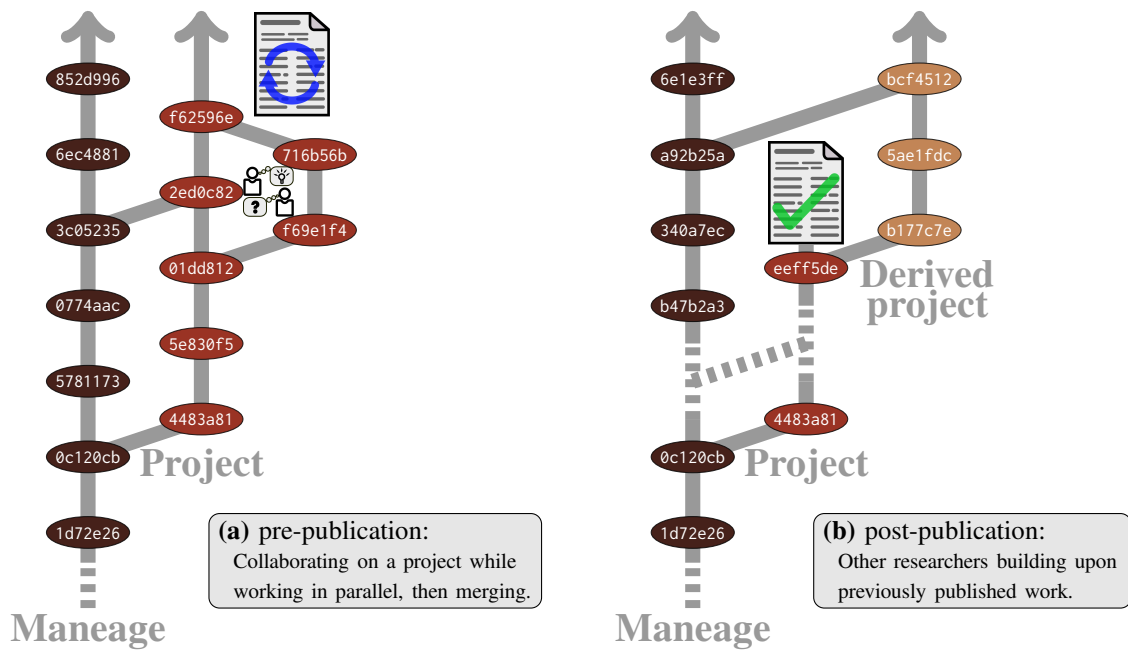 852d996
f62596e
6ec4881
716b56b
2ed0c82
?
3c05235
f69e1f4
01dd812
0774aac
5e830f5
5781173
4483a81
0c120cb
Project
1d72e26
(a) pre-publication:
Collaborating on a project while
working in parallel, then merging.
Maneage
6e1e3ff
bcf4512
a92b25a
5ae1fdc
340a7ec
b177c7e
eeff5de
Derived
project
b47b2a3
4483a81
0c120cb
Project
1d72e26
(b) post-publication:
Other researchers building upon
previously published work.
Maneage